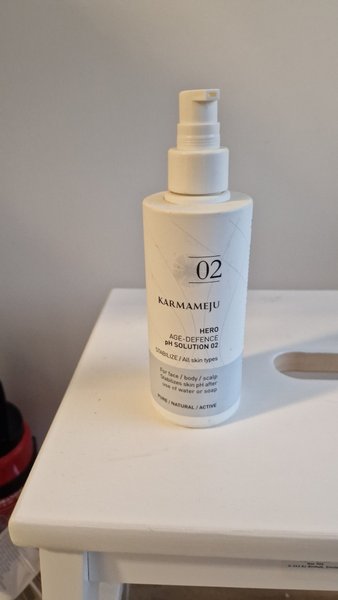 02
KARMAMEJU
HERO
AGE-DEFENCE
pH SOLUTION 02
STABILIZE / All skin types
For face / body / scalp
Stabilizes skin pH after
use of water or soap
PURE / NATURAL / ACTIVE